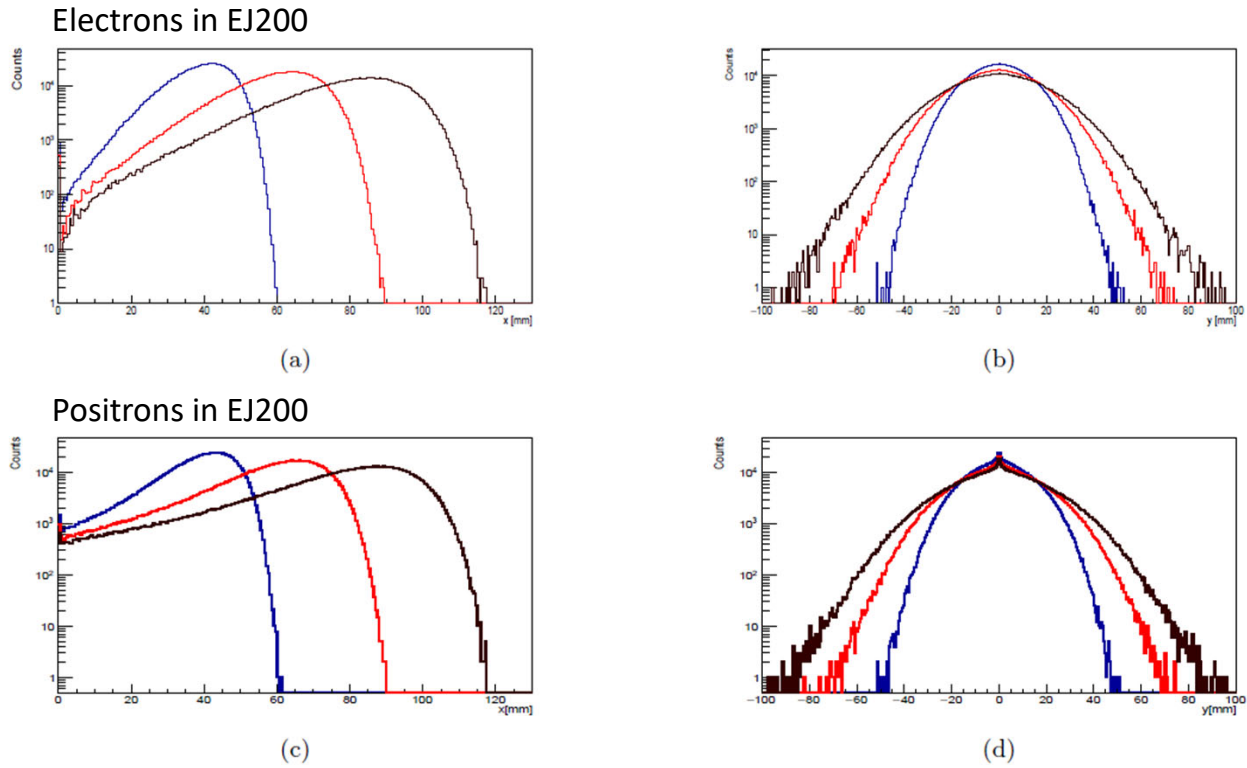 Electrons in EJ200
Counts
10⁴
10³
10²
10
1
0 20 40 60 80 100 120
x [mm]
(a)
Counts
10⁴
10³
10²
10
1
−100 −80 −60 −40 −20 0 20 40 60 80 100
y [mm]
(b)
Positrons in EJ200
Counts
10⁴
10³
10²
10
1
0 20 40 60 80 100 120
x[mm]
(c)
Counts
10⁴
10³
10²
10
1
−100 −80 −60 −40 −20 0 20 40 60 80 100
y[mm]
(d)